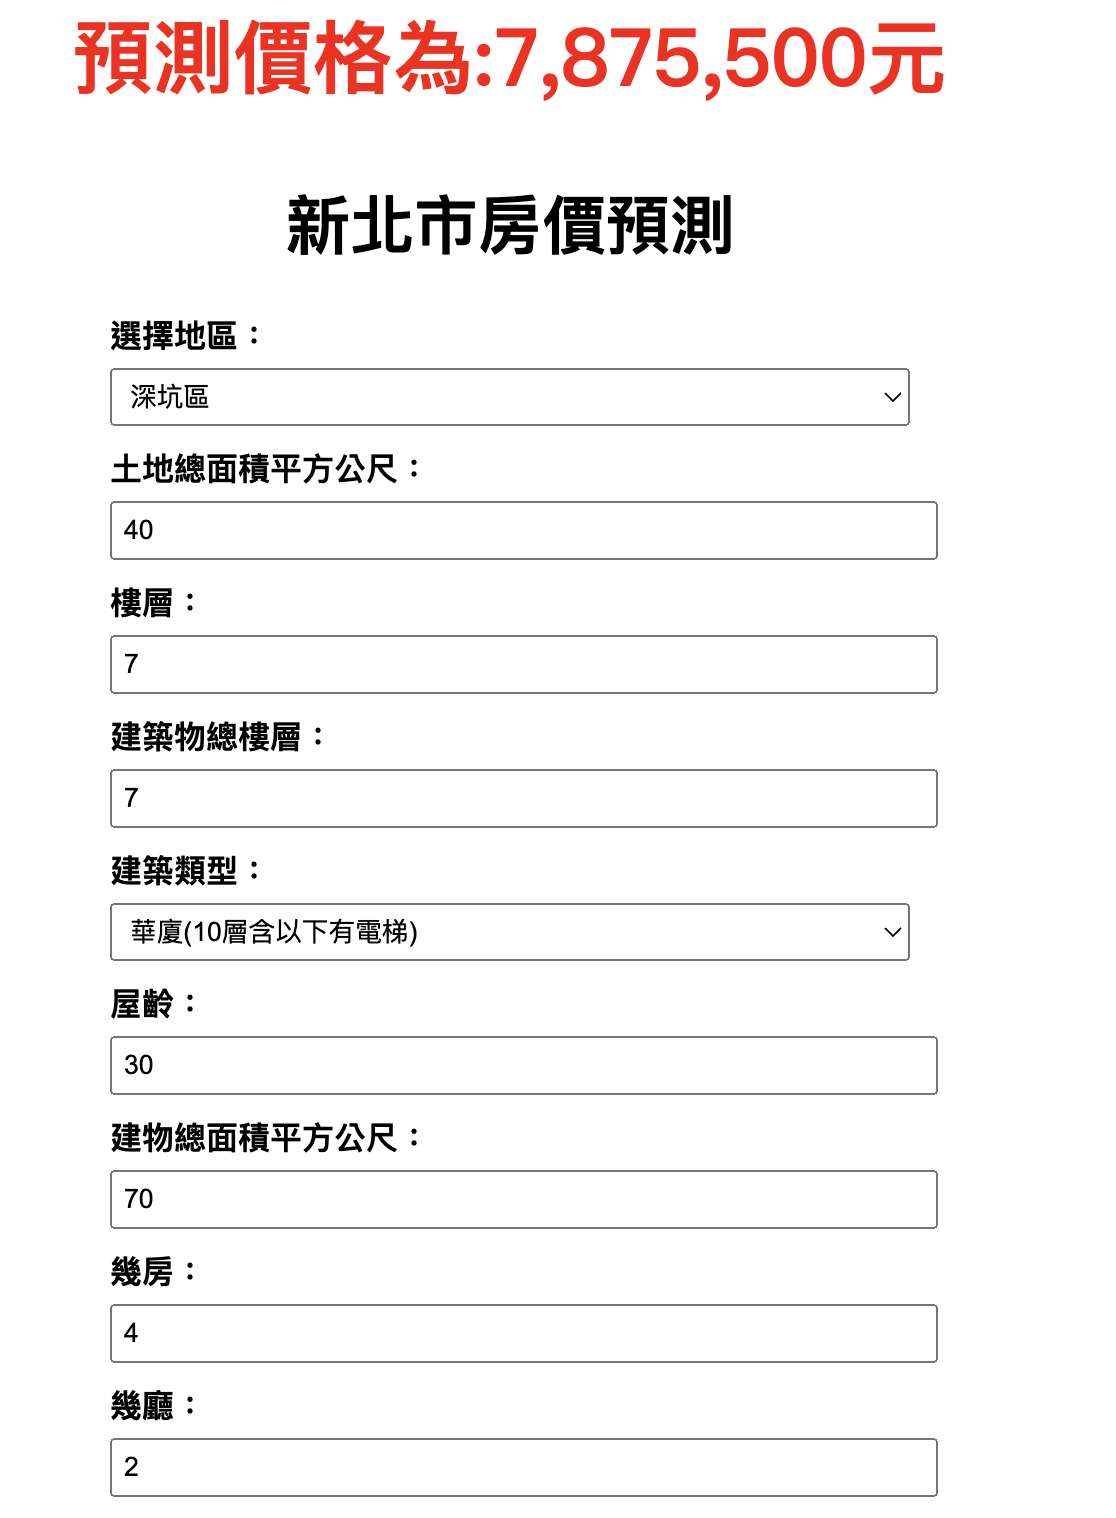 預測價格為:7,875,500元
新北市房價預測
選擇地區：
深坑區
土地總面積平方公尺：
40
樓層：
7
建築物總樓層：
7
建築類型：
華廈(10層含以下有電梯)
屋齡：
30
建物總面積平方公尺：
70
幾房：
4
幾廳：
2